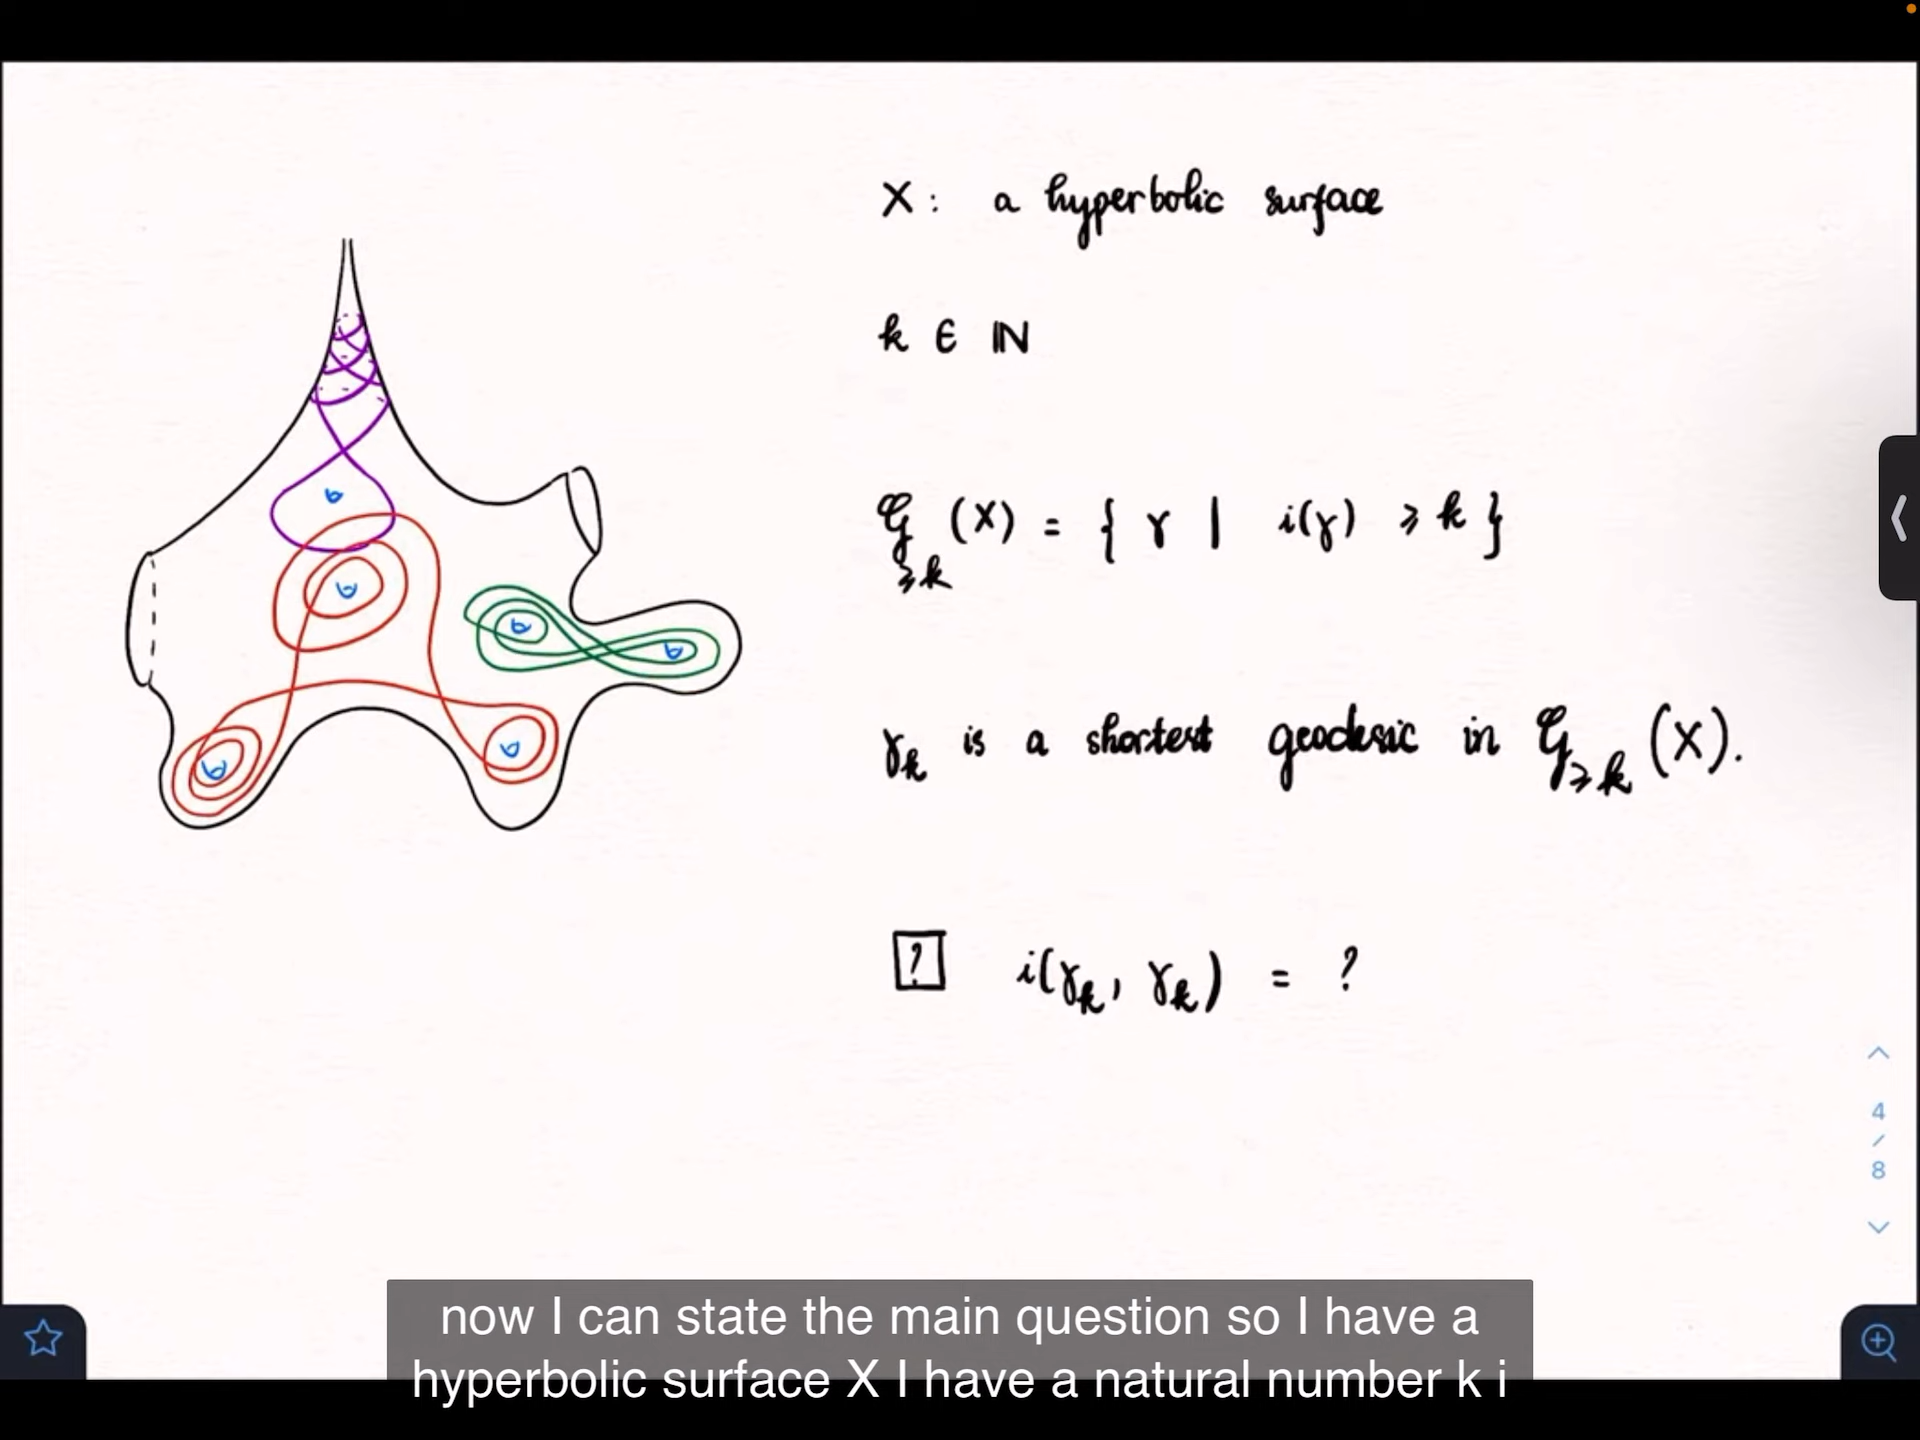 X : a hyperbolic surface
k ∈ ℕ
𝒢≥k (X) = { γ | i(γ) ≥ k }
γk is a shortest geodesic in 𝒢≥k (X).
? i(γk, γk) = ?
4
/
8
now I can state the main question so I have a
hyperbolic surface X I have a natural number k i